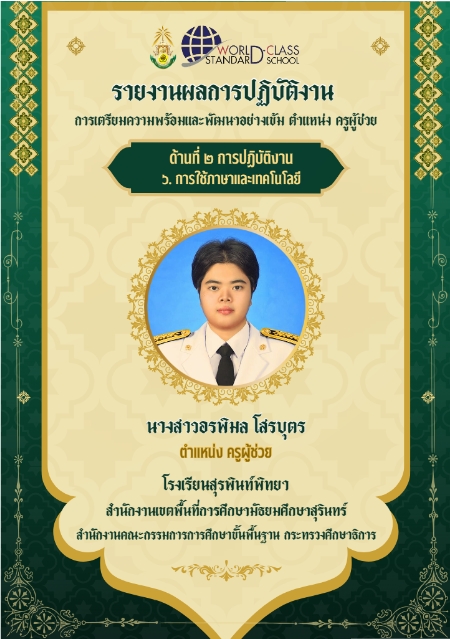 WORLD-CLASS
STANDARD SCHOOL
รายงานผลการปฏิบัติงาน
การเตรียมความพร้อมและพัฒนาอย่างเข้ม ตำแหน่ง ครูผู้ช่วย
ด้านที่ ๒ การปฏิบัติงาน
๖. การใช้ภาษาและเทคโนโลยี
นางสาวอรพิมล โสรบุตร
ตำแหน่ง ครูผู้ช่วย
โรงเรียนสุรพินท์พิทยา
สำนักงานเขตพื้นที่การศึกษามัธยมศึกษาสุรินทร์
สำนักงานคณะกรรมการการศึกษาขั้นพื้นฐาน กระทรวงศึกษาธิการ